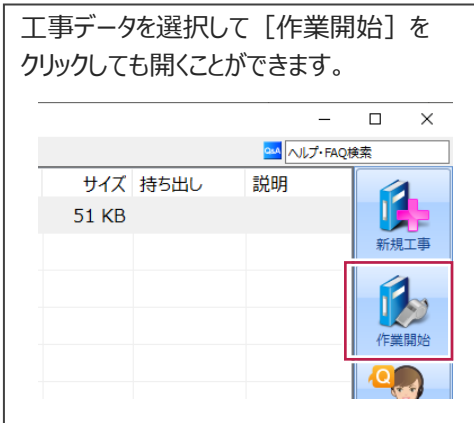 工事データを選択して［作業開始］を
クリックしても開くことができます。
Q&A ヘルプ・FAQ検索
サイズ 持ち出し 説明
51 KB
新規工事
作業開始
Q